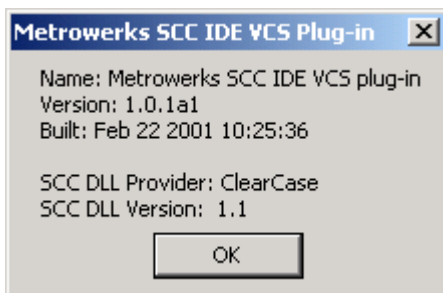 Metrowerks SCC IDE VCS Plug-in
Name: Metrowerks SCC IDE VCS plug-in
Version: 1.0.1a1
Built: Feb 22 2001 10:25:36
SCC DLL Provider: ClearCase
SCC DLL Version: 1.1
OK